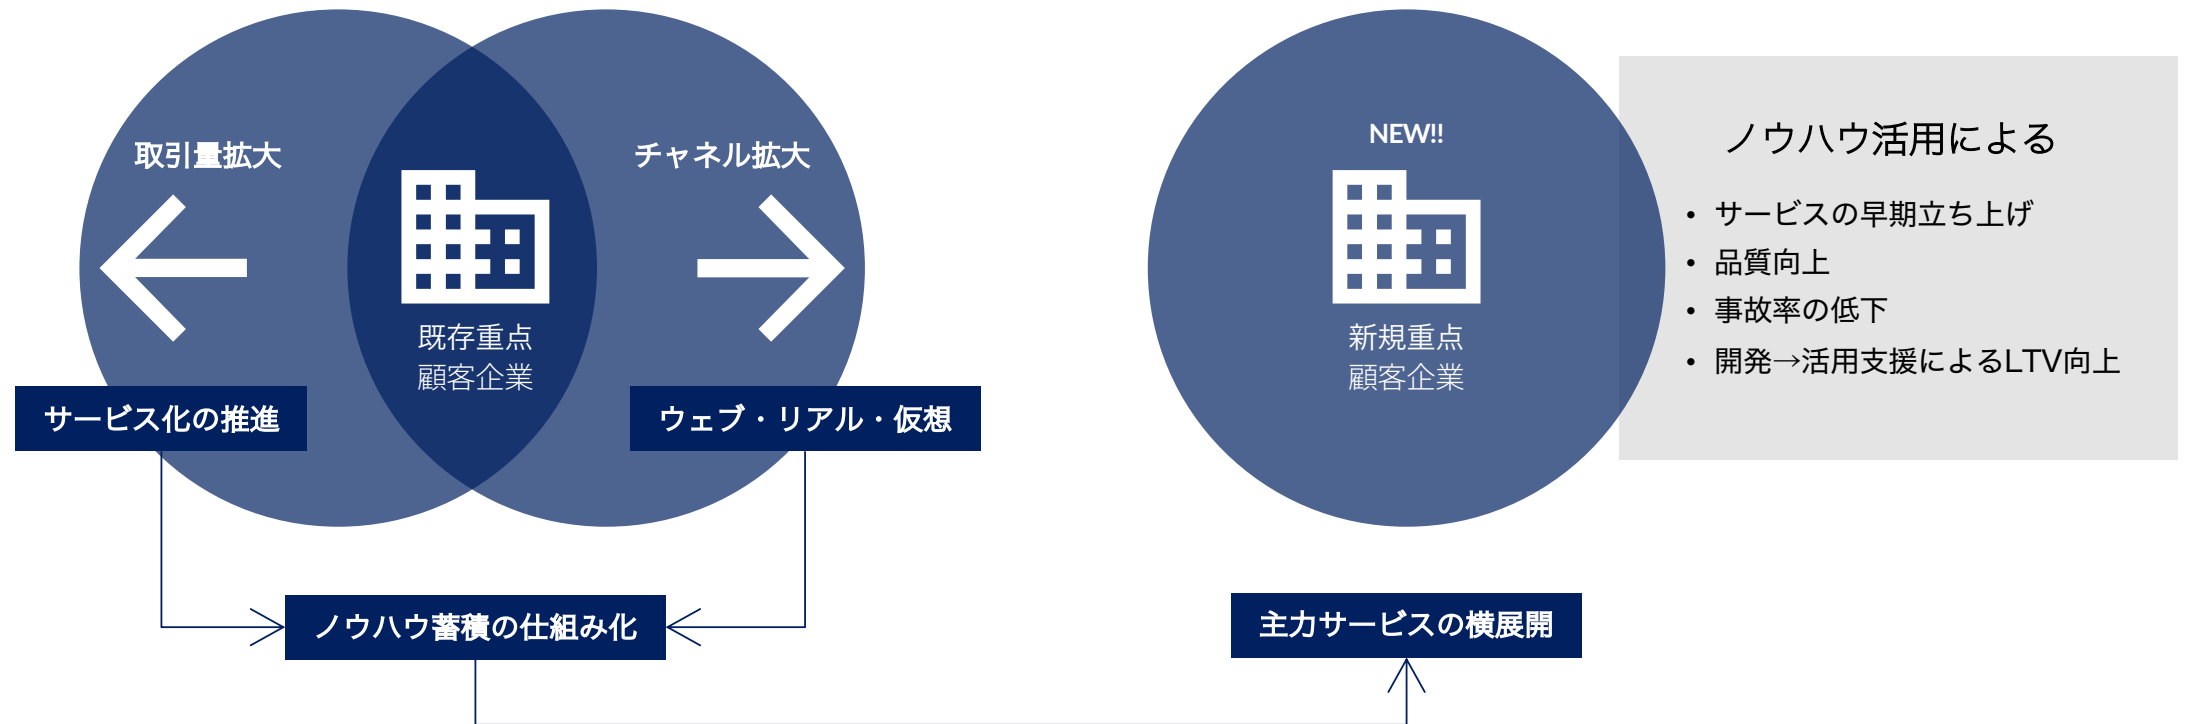 取引量拡大
チャネル拡大
既存重点
顧客企業
サービス化の推進
ウェブ・リアル・仮想
ノウハウ蓄積の仕組み化
NEW!!
新規重点
顧客企業
主力サービスの横展開
ノウハウ活用による
• サービスの早期立ち上げ
• 品質向上
• 事故率の低下
• 開発→活用支援によるLTV向上